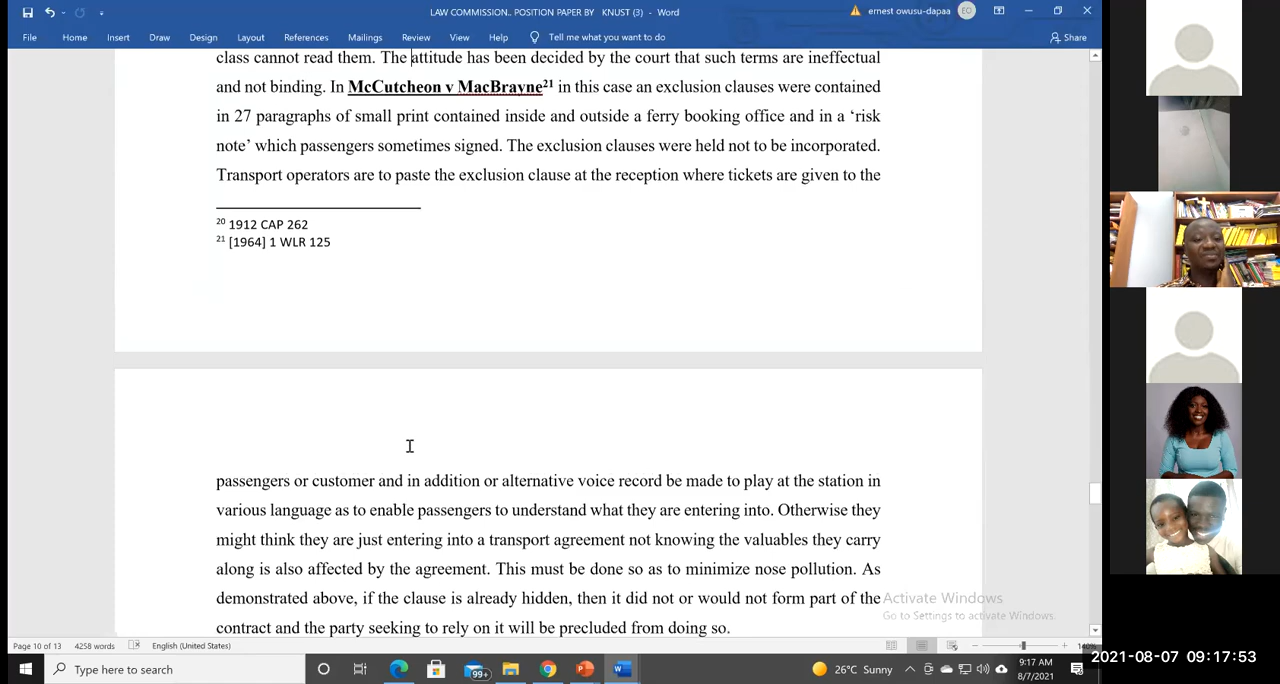 LAW COMMISSION.. POSITION PAPER BY KNUST (3) - Word
ernest owusu-dapaa
EO
File Home Insert Draw Design Layout References Mailings Review View Help Tell me what you want to do
Share
class cannot read them. The attitude has been decided by the court that such terms are ineffectual
and not binding. In McCutcheon v MacBrayne21 in this case an exclusion clauses were contained
in 27 paragraphs of small print contained inside and outside a ferry booking office and in a ‘risk
note’ which passengers sometimes signed. The exclusion clauses were held not to be incorporated.
Transport operators are to paste the exclusion clause at the reception where tickets are given to the
20 1912 CAP 262
21 [1964] 1 WLR 125
passengers or customer and in addition or alternative voice record be made to play at the station in
various language as to enable passengers to understand what they are entering into. Otherwise they
might think they are just entering into a transport agreement not knowing the valuables they carry
along is also affected by the agreement. This must be done so as to minimize nose pollution. As
demonstrated above, if the clause is already hidden, then it did not or would not form part of the
contract and the party seeking to rely on it will be precluded from doing so.
Activate Windows
Go to Settings to activate Windows.
Page 10 of 13 4258 words English (United States)
140%
Type here to search
99+
26°C Sunny
9:17 AM
8/7/2021
2021-08-07 09:17:53